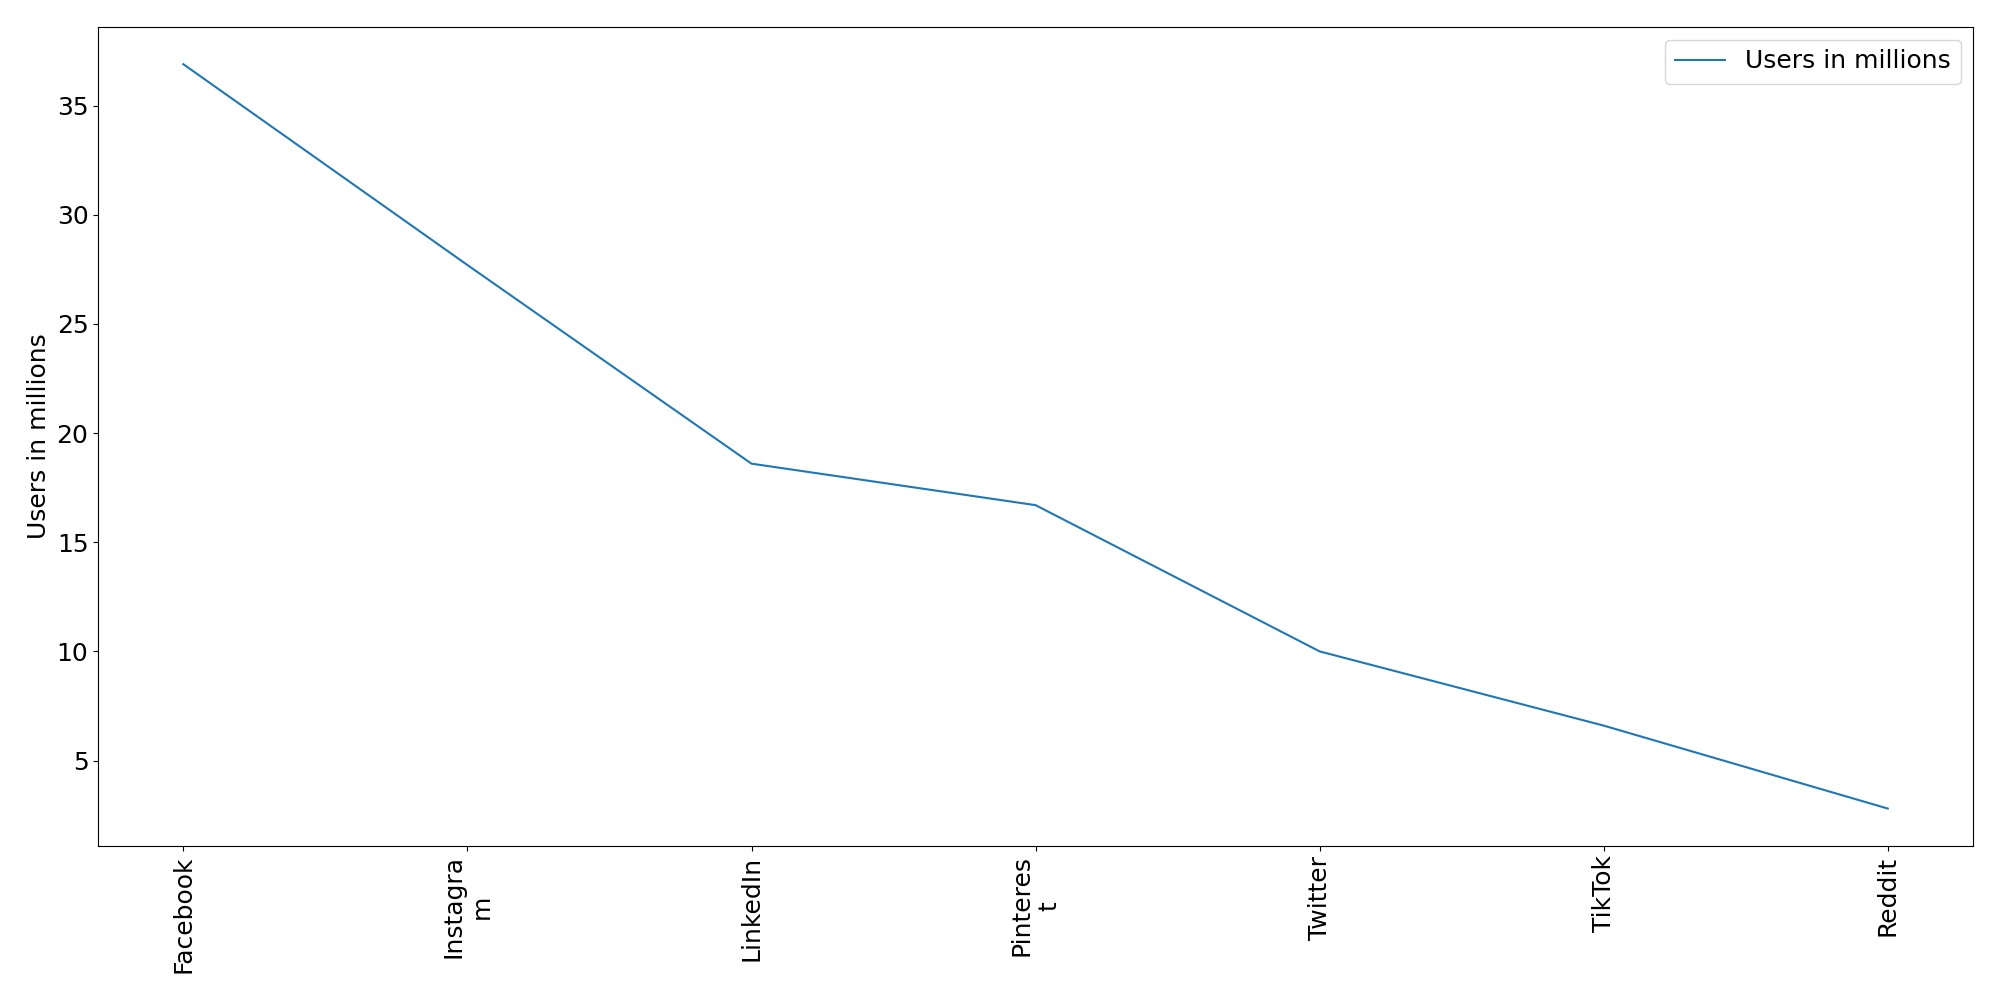 Users in millions
35
30
25
20
15
10
5
Users in millions
Facebook
Instagra
m
LinkedIn
Pinteres
t
Twitter
TikTok
Reddit